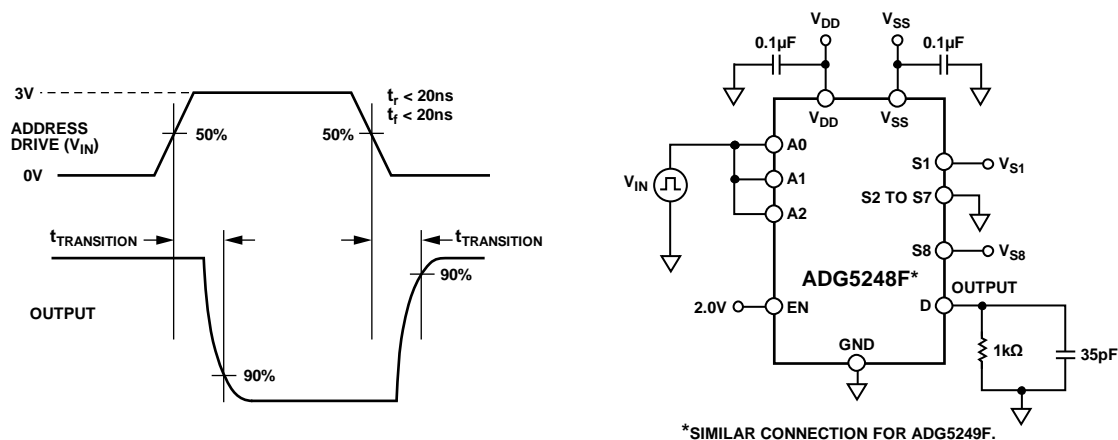 3V
ADDRESS
DRIVE (VIN)
0V
50%
50%
tr < 20ns
tf < 20ns
tTRANSITION
tTRANSITION
OUTPUT
90%
90%
VDD
VSS
0.1µF
0.1µF
VDD
VSS
A0
A1
A2
VIN
S1
VS1
S2 TO S7
S8
VS8
ADG5248F*
OUTPUT
D
2.0V
EN
GND
1kΩ
35pF
*SIMILAR CONNECTION FOR ADG5249F.